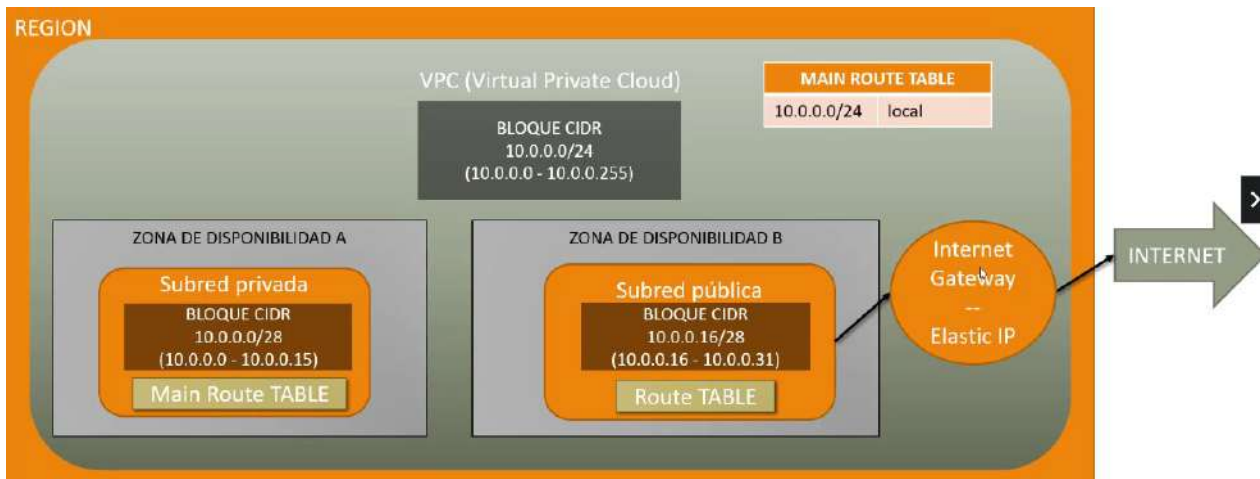 REGION
VPC (Virtual Private Cloud)
BLOQUE CIDR
10.0.0.0/24
(10.0.0.0 - 10.0.0.255)
MAIN ROUTE TABLE
10.0.0.0/24 local
ZONA DE DISPONIBILIDAD A
Subred privada
BLOQUE CIDR
10.0.0.0/28
(10.0.0.0 - 10.0.0.15)
Main Route TABLE
ZONA DE DISPONIBILIDAD B
Subred pública
BLOQUE CIDR
10.0.0.16/28
(10.0.0.16 - 10.0.0.31)
Route TABLE
Internet
Gateway
--
Elastic IP
INTERNET